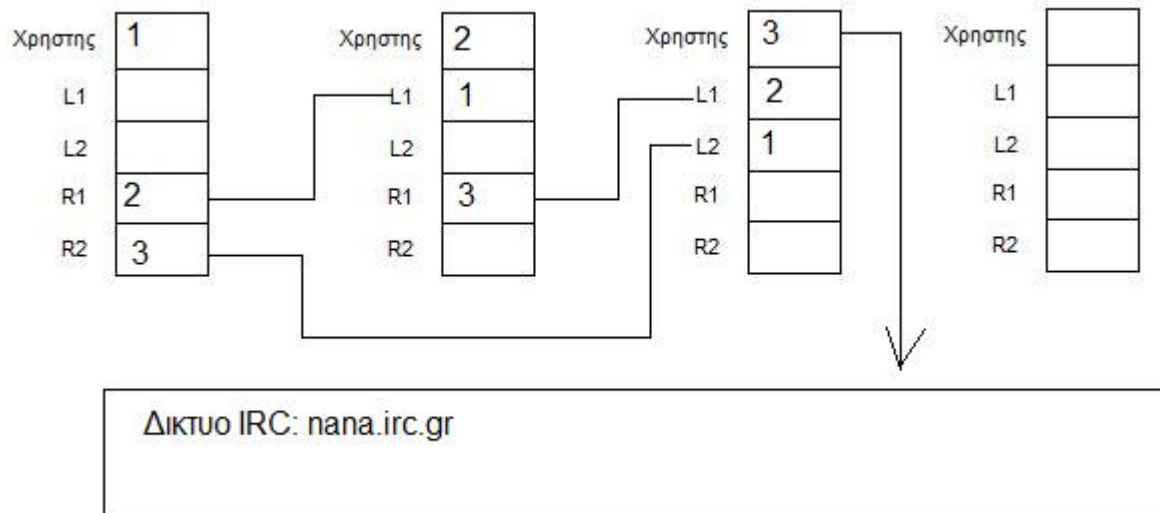 Χρηστης 1 Χρηστης 2 Χρηστης 3 Χρηστης
L1 L1 1 L1 2 L1
L2 L2 L2 1 L2
R1 2 R1 3 R1 R1
R2 3 R2 R2 R2
Δικτυο IRC: nana.irc.gr